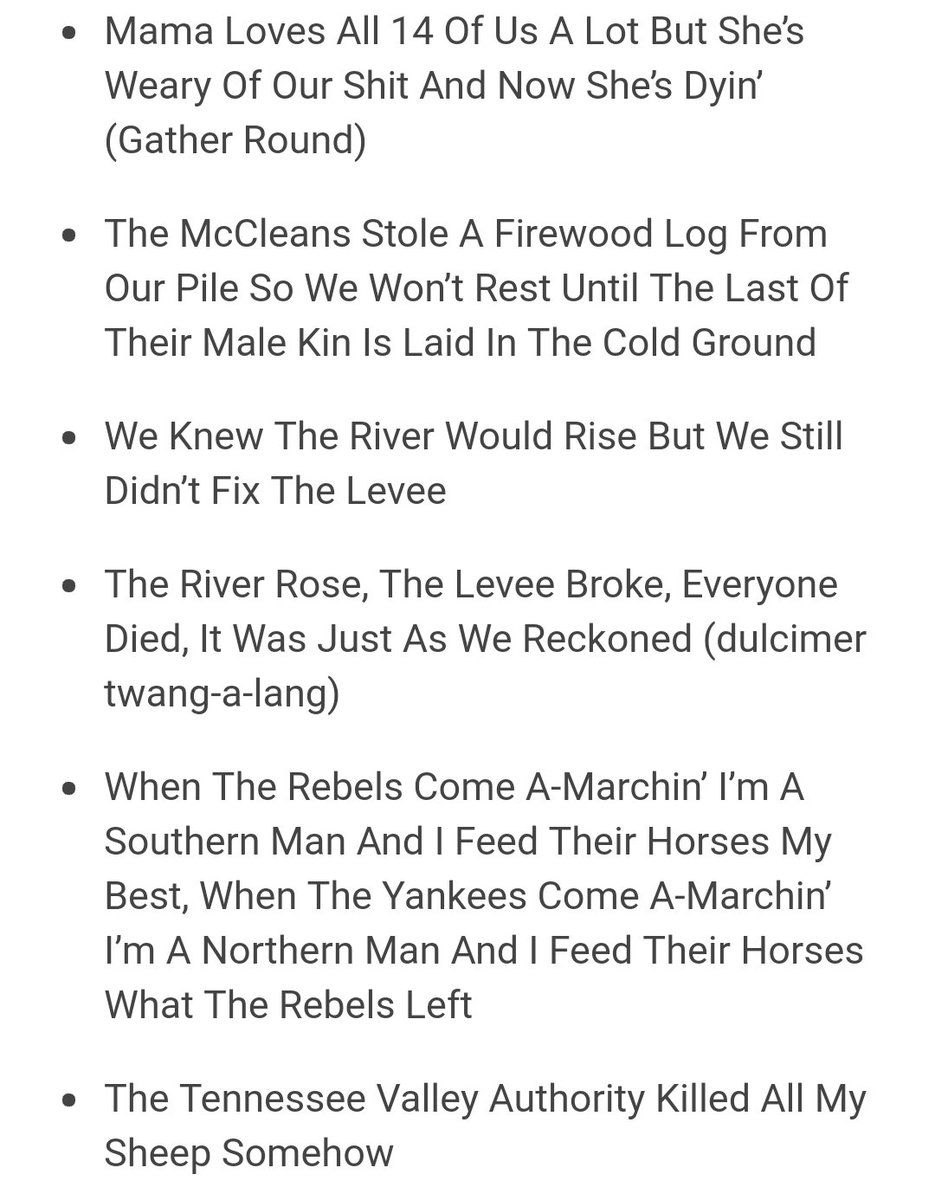 • Mama Loves All 14 Of Us A Lot But She’s
Weary Of Our Shit And Now She’s Dyin’
(Gather Round)
• The McCleans Stole A Firewood Log From
Our Pile So We Won’t Rest Until The Last Of
Their Male Kin Is Laid In The Cold Ground
• We Knew The River Would Rise But We Still
Didn’t Fix The Levee
• The River Rose, The Levee Broke, Everyone
Died, It Was Just As We Reckoned (dulcimer
twang-a-lang)
• When The Rebels Come A-Marchin’ I’m A
Southern Man And I Feed Their Horses My
Best, When The Yankees Come A-Marchin’
I’m A Northern Man And I Feed Their Horses
What The Rebels Left
• The Tennessee Valley Authority Killed All My
Sheep Somehow